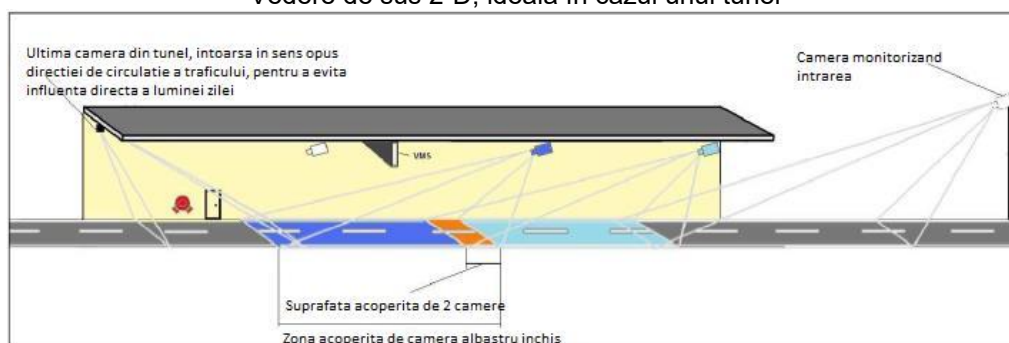 Vedere de sus 2-D, ideala in cazul unui tunel
Ultima camera din tunel, intoarsa in sens opus
directiei de circulatie a traficului, pentru a evita
influenta directa a luminei zilei
Camera monitorizand
intrarea
VMS
Suprafata acoperita de 2 camere
Zona acoperita de camera albastru inchis